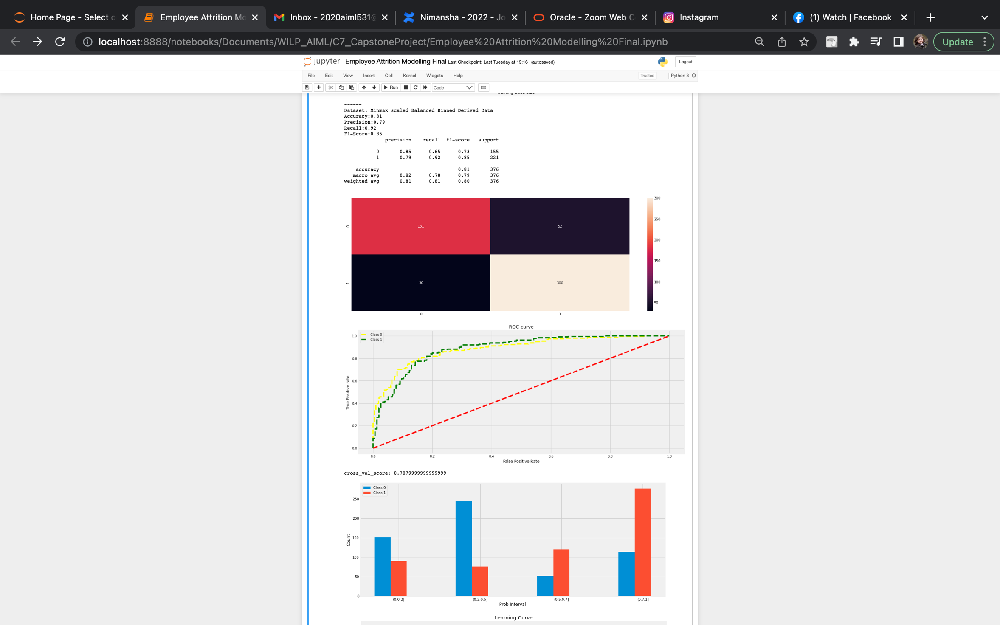 Home Page - Select
Employee Attrition Mo
Inbox - 2020aiml531@
Nimansha - 2022 - Jo
Oracle - Zoom Web C
Instagram
(1) Watch | Facebook
localhost:8888/notebooks/Documents/WILP_AIML/C7_CapstoneProject/Employee%20Attrition%20Modelling%20Final.ipynb
Update
jupyter Employee Attrition Modelling Final Last Checkpoint: Last Tuesday at 19:16 (autosaved)
Logout
File Edit View Insert Cell Kernel Widgets Help
Trusted
Python 3
Run
Code
------
Dataset: Minmax scaled Balanced Binned Derived Data
Accuracy:0.81
Precision:0.79
Recall:0.92
F1-Score:0.85
precision recall f1-score support
0 0.85 0.65 0.73 155
1 0.79 0.92 0.85 221
accuracy 0.81 376
macro avg 0.82 0.78 0.79 376
weighted avg 0.81 0.81 0.80 376
0
181
52
1
30
300
0
1
300
250
200
150
100
50
ROC curve
Class 0
Class 1
True Positive rate
1.0
0.8
0.6
0.4
0.2
0.0
0.0 0.2 0.4 0.6 0.8 1.0
False Positive Rate
cross_val_score: 0.7879999999999999
Class 0
Class 1
Count
250
200
150
100
50
0
(0,0.2] (0.2,0.5] (0.5,0.7] (0.7,1]
Prob Interval
Learning Curve